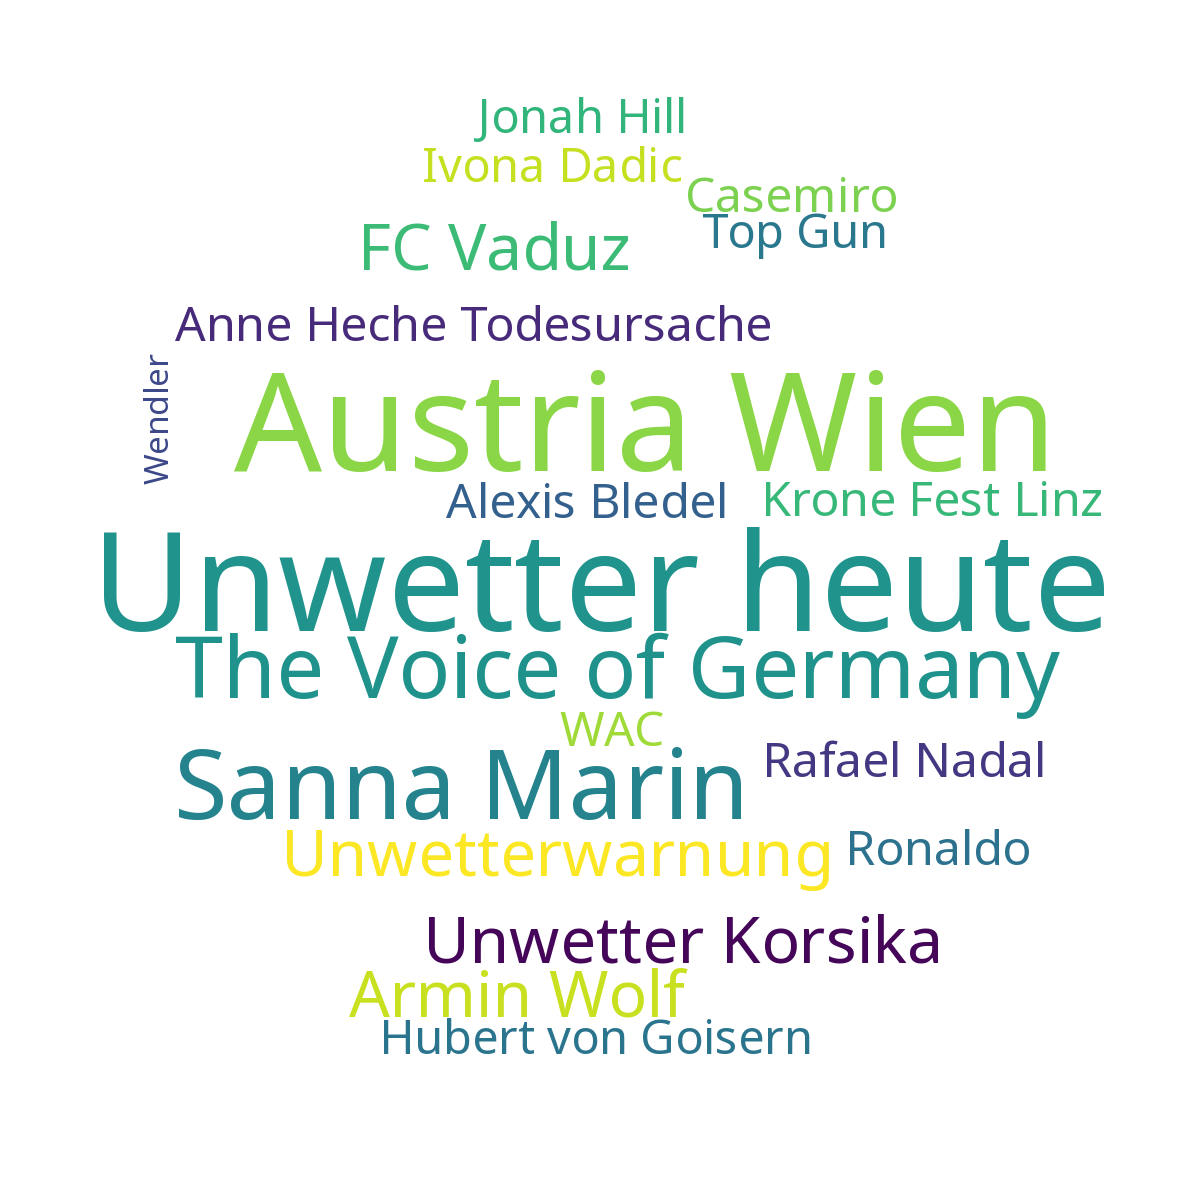 Jonah Hill
Ivona Dadic
Casemiro
Top Gun
FC Vaduz
Anne Heche Todesursache
Wendler
Austria Wien
Alexis Bledel
Krone Fest Linz
Unwetter heute
The Voice of Germany
WAC
Sanna Marin
Rafael Nadal
Unwetterwarnung
Ronaldo
Unwetter Korsika
Armin Wolf
Hubert von Goisern